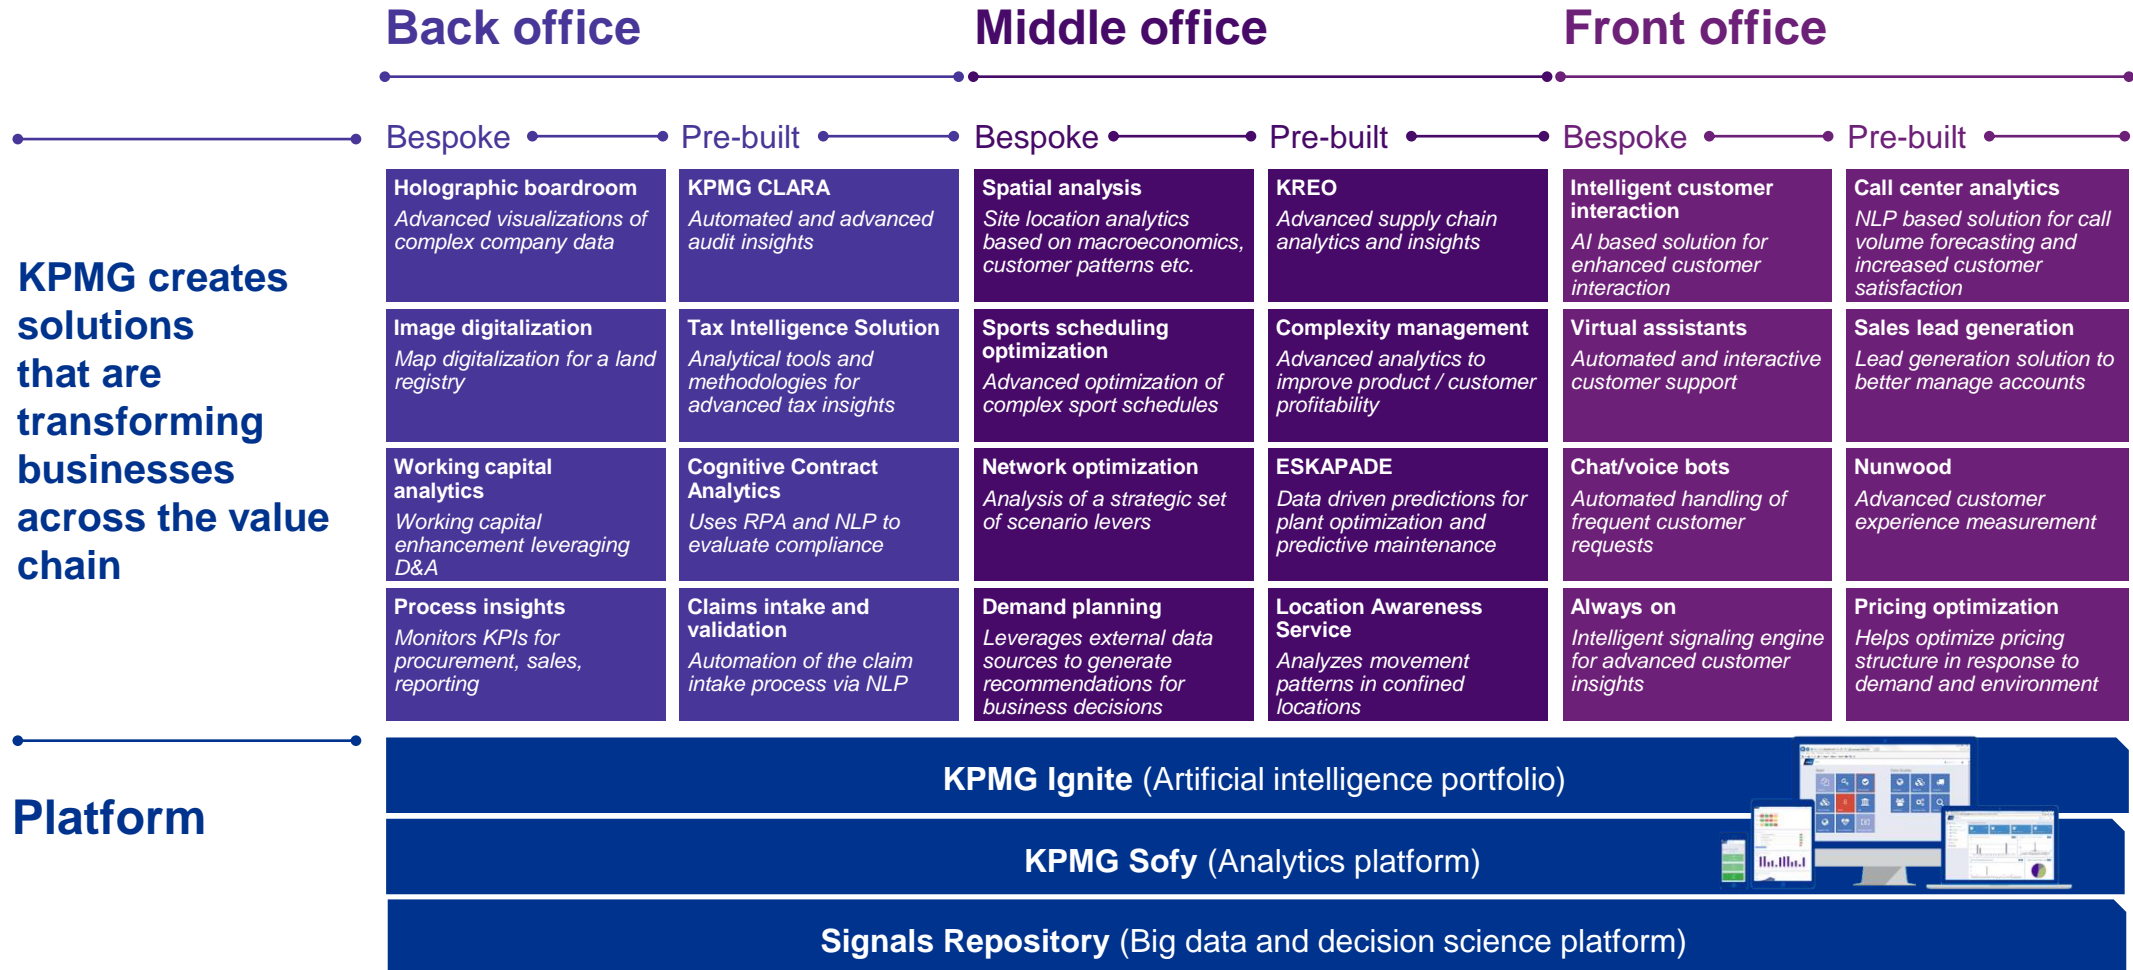 Back office
Middle office
Front office
Bespoke
Pre-built
Bespoke
Pre-built
Bespoke
Pre-built
KPMG creates
solutions
that are
transforming
businesses
across the value
chain
Holographic boardroom
Advanced visualizations of
complex company data
KPMG CLARA
Automated and advanced
audit insights
Spatial analysis
Site location analytics
based on macroeconomics,
customer patterns etc.
KREO
Advanced supply chain
analytics and insights
Intelligent customer
interaction
AI based solution for
enhanced customer
interaction
Call center analytics
NLP based solution for call
volume forecasting and
increased customer
satisfaction
Image digitalization
Map digitalization for a land
registry
Tax Intelligence Solution
Analytical tools and
methodologies for
advanced tax insights
Sports scheduling
optimization
Advanced optimization of
complex sport schedules
Complexity management
Advanced analytics to
improve product / customer
profitability
Virtual assistants
Automated and interactive
customer support
Sales lead generation
Lead generation solution to
better manage accounts
Working capital
analytics
Working capital
enhancement leveraging
D&A
Cognitive Contract
Analytics
Uses RPA and NLP to
evaluate compliance
Network optimization
Analysis of a strategic set
of scenario levers
ESKAPADE
Data driven predictions for
plant optimization and
predictive maintenance
Chat/voice bots
Automated handling of
frequent customer
requests
Nunwood
Advanced customer
experience measurement
Process insights
Monitors KPIs for
procurement, sales,
reporting
Claims intake and
validation
Automation of the claim
intake process via NLP
Demand planning
Leverages external data
sources to generate
recommendations for
business decisions
Location Awareness
Service
Analyzes movement
patterns in confined
locations
Always on
Intelligent signaling engine
for advanced customer
insights
Pricing optimization
Helps optimize pricing
structure in response to
demand and environment
Platform
KPMG Ignite (Artificial intelligence portfolio)
KPMG Sofy (Analytics platform)
Signals Repository (Big data and decision science platform)